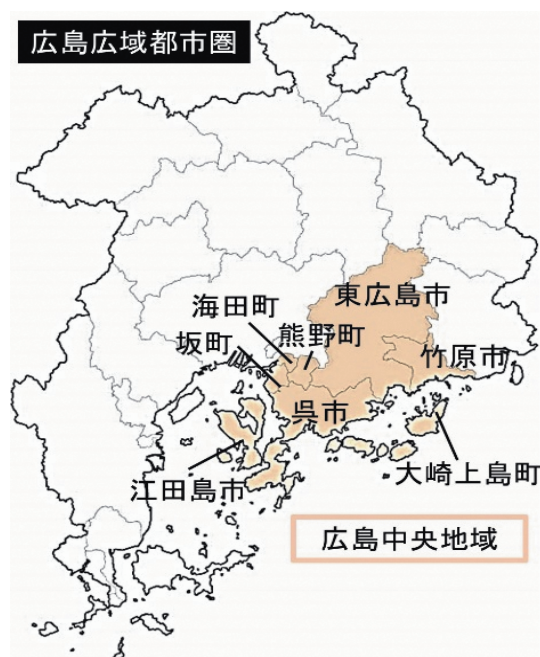 広島広域都市圏
東広島市
海田町
熊野町
坂町
竹原市
呉市
大崎上島町
江田島市
広島中央地域